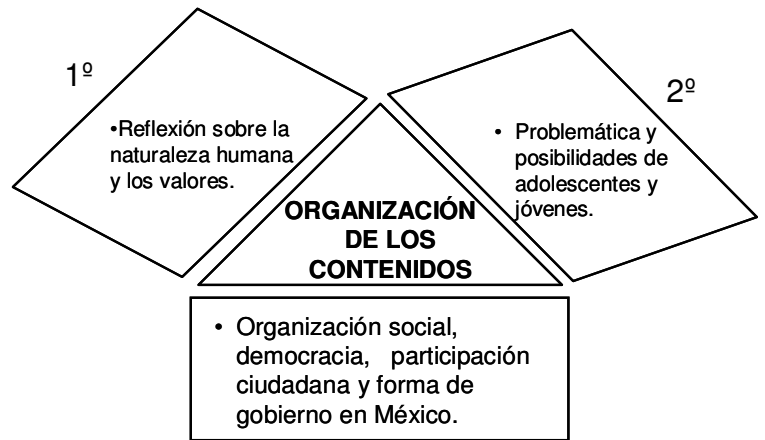 1º
•Reflexión sobre la
naturaleza humana
y los valores.
2º
• Problemática y
posibilidades de
adolescentes y
jóvenes.
ORGANIZACIÓN
DE LOS
CONTENIDOS
• Organización social,
democracia, participación
ciudadana y forma de
gobierno en México.